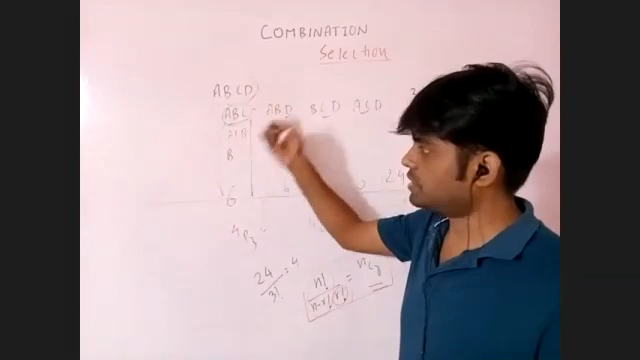 COMBINATION
Selection
ABCD
ABC ABD BCD ACD
B
6
24
4P3
24/3! = 4
n!/n-r! r! = nCr